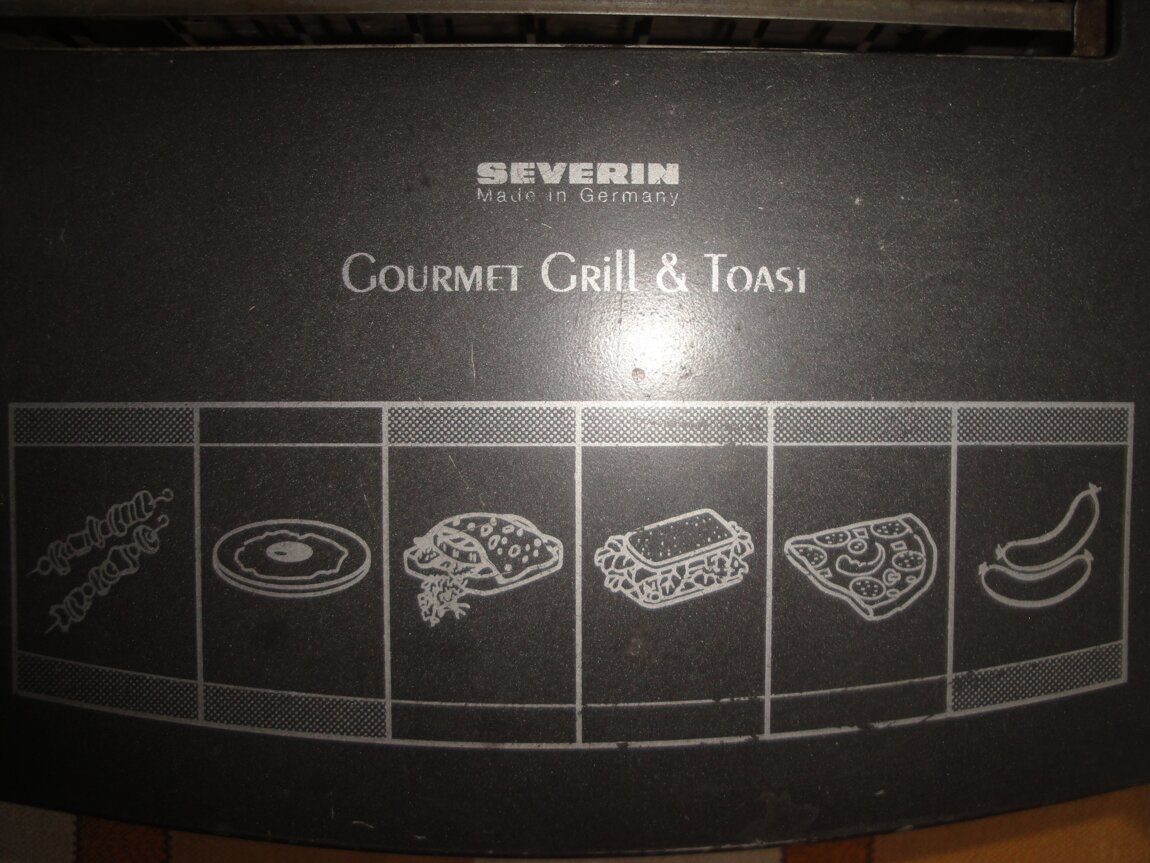 SEVERIN
Made in Germany
GOURMET GRill & TOAST